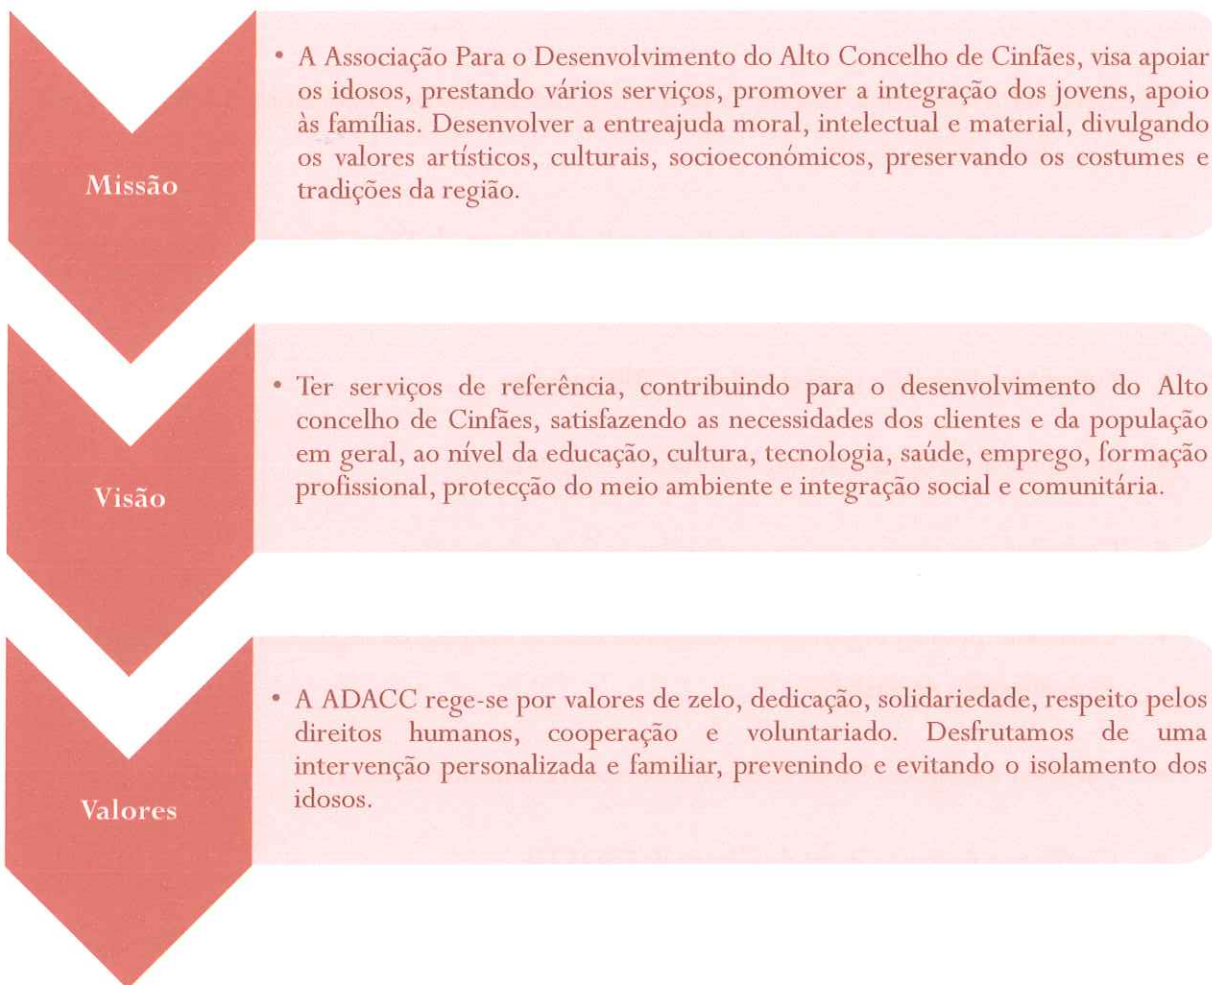 • A Associação Para o Desenvolvimento do Alto Concelho de Cinfães, visa apoiar
os idosos, prestando vários serviços, promover a integração dos jovens, apoio
às famílias. Desenvolver a entreajuda moral, intelectual e material, divulgando
os valores artísticos, culturais, socioeconómicos, preservando os costumes e
tradições da região.
Missão
• Ter serviços de referência, contribuindo para o desenvolvimento do Alto
concelho de Cinfães, satisfazendo as necessidades dos clientes e da população
em geral, ao nível da educação, cultura, tecnologia, saúde, emprego, formação
profissional, protecção do meio ambiente e integração social e comunitária.
Visão
• A ADACC rege-se por valores de zelo, dedicação, solidariedade, respeito pelos
direitos humanos, cooperação e voluntariado. Desfrutamos de uma
intervenção personalizada e familiar, prevenindo e evitando o isolamento dos
idosos.
Valores